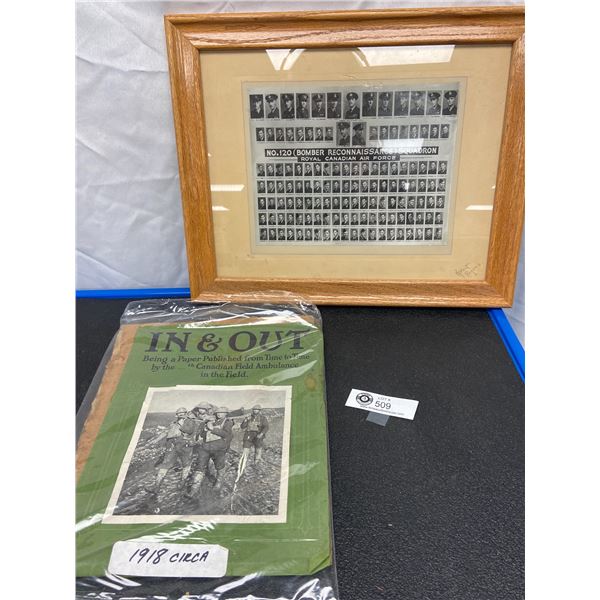 NO. 120 (BOMBER RECONNAISSANCE) SQUADRON
ROYAL CANADIAN AIR FORCE
IN & OUT
Being a Paper Published from Time to Time
by the ...th Canadian Field Ambulance
in the Field.
LOT #
509
1918 CIRCA